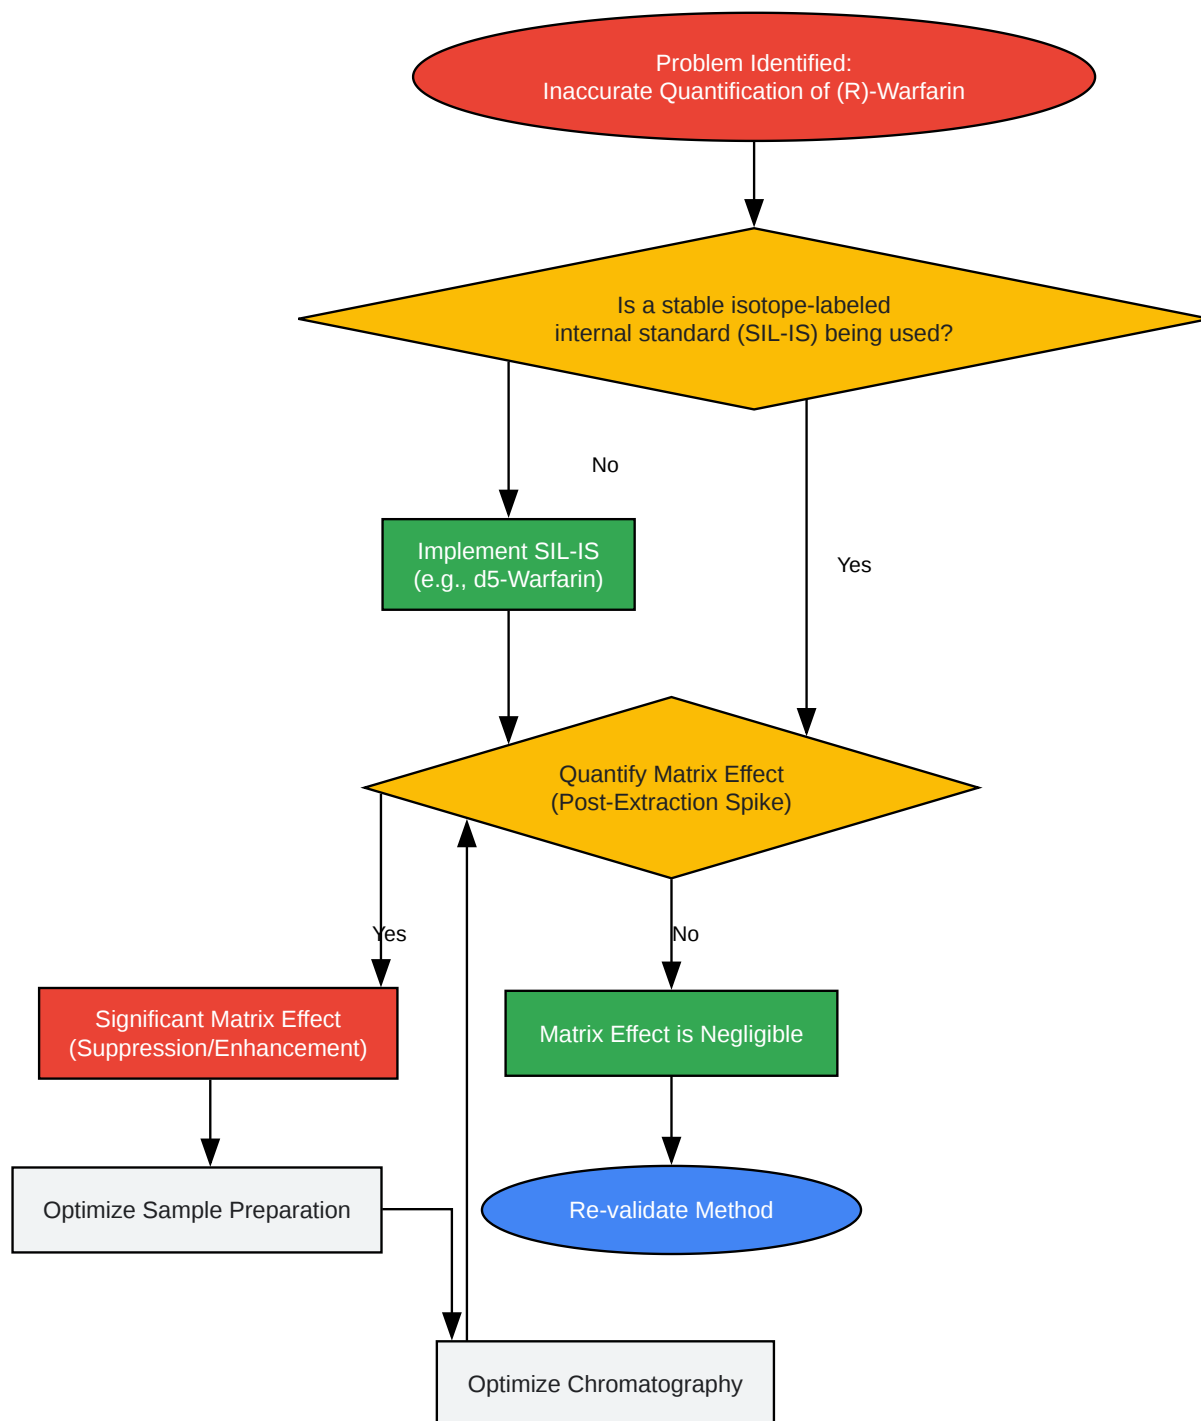 Problem Identified:
Inaccurate Quantification of (R)-Warfarin
Is a stable isotope-labeled
internal standard (SIL-IS) being used?
No
Implement SIL-IS
(e.g., d5-Warfarin)
Yes
Quantify Matrix Effect
(Post-Extraction Spike)
Yes
No
Significant Matrix Effect
(Suppression/Enhancement)
Matrix Effect is Negligible
Optimize Sample Preparation
Re-validate Method
Optimize Chromatography